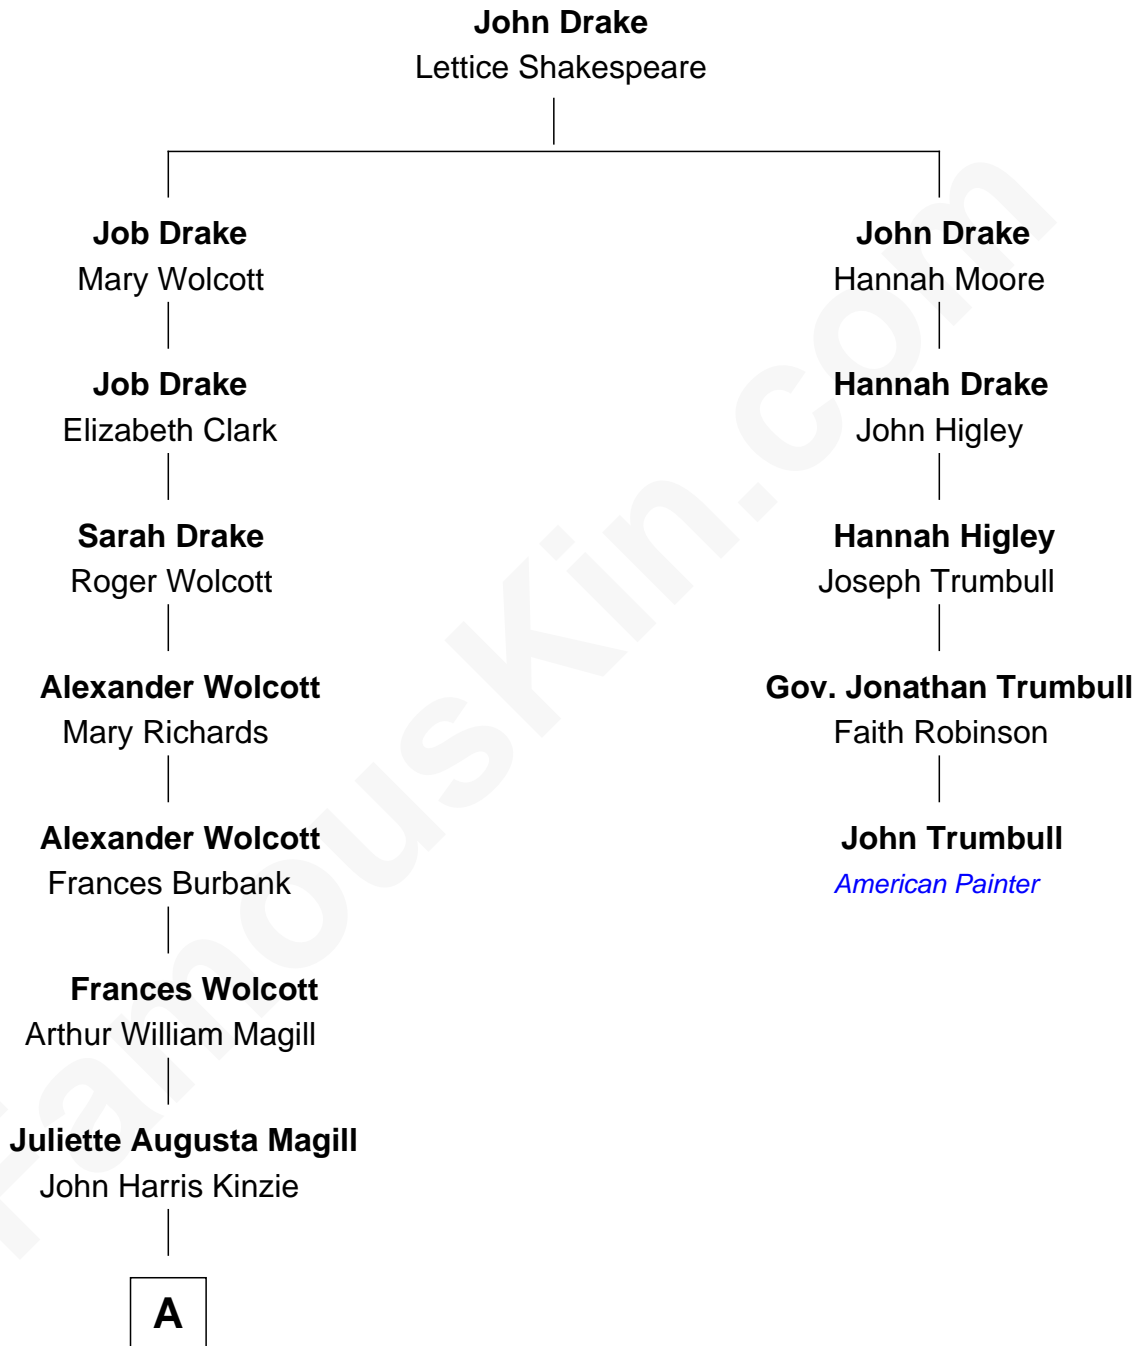 John Drake
Lettice Shakespeare
Job Drake
Mary Wolcott
John Drake
Hannah Moore
Job Drake
Elizabeth Clark
Hannah Drake
John Higley
Sarah Drake
Roger Wolcott
Hannah Higley
Joseph Trumbull
Alexander Wolcott
Mary Richards
Gov. Jonathan Trumbull
Faith Robinson
Alexander Wolcott
Frances Burbank
John Trumbull
American Painter
Frances Wolcott
Arthur William Magill
Juliette Augusta Magill
John Harris Kinzie
A
FamousKin.com